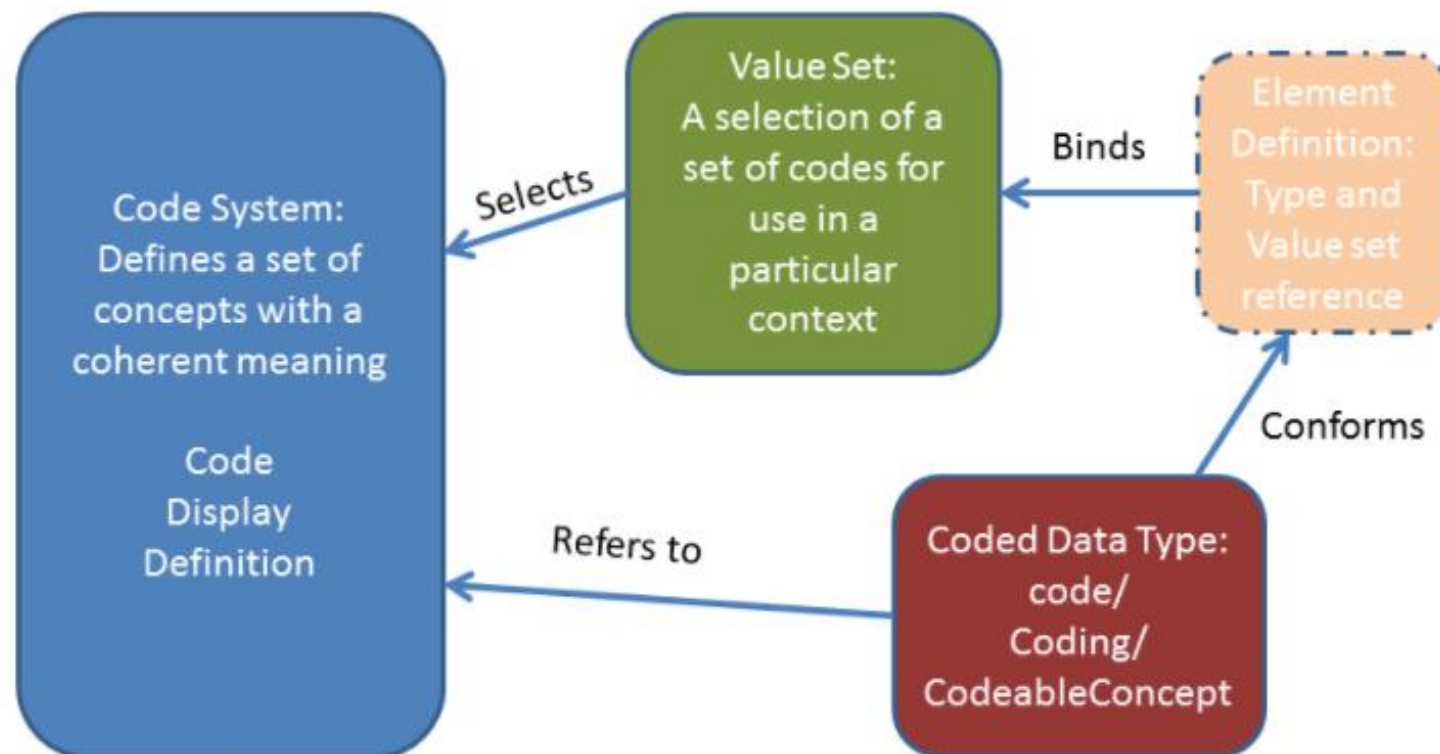 Code System:
Defines a set of
concepts with a
coherent meaning
Code
Display
Definition
Selects
Value Set:
A selection of a
set of codes for
use in a
particular
context
Binds
Element
Definition:
Type and
Value set
reference
Conforms
Refers to
Coded Data Type:
code/
Coding/
CodeableConcept